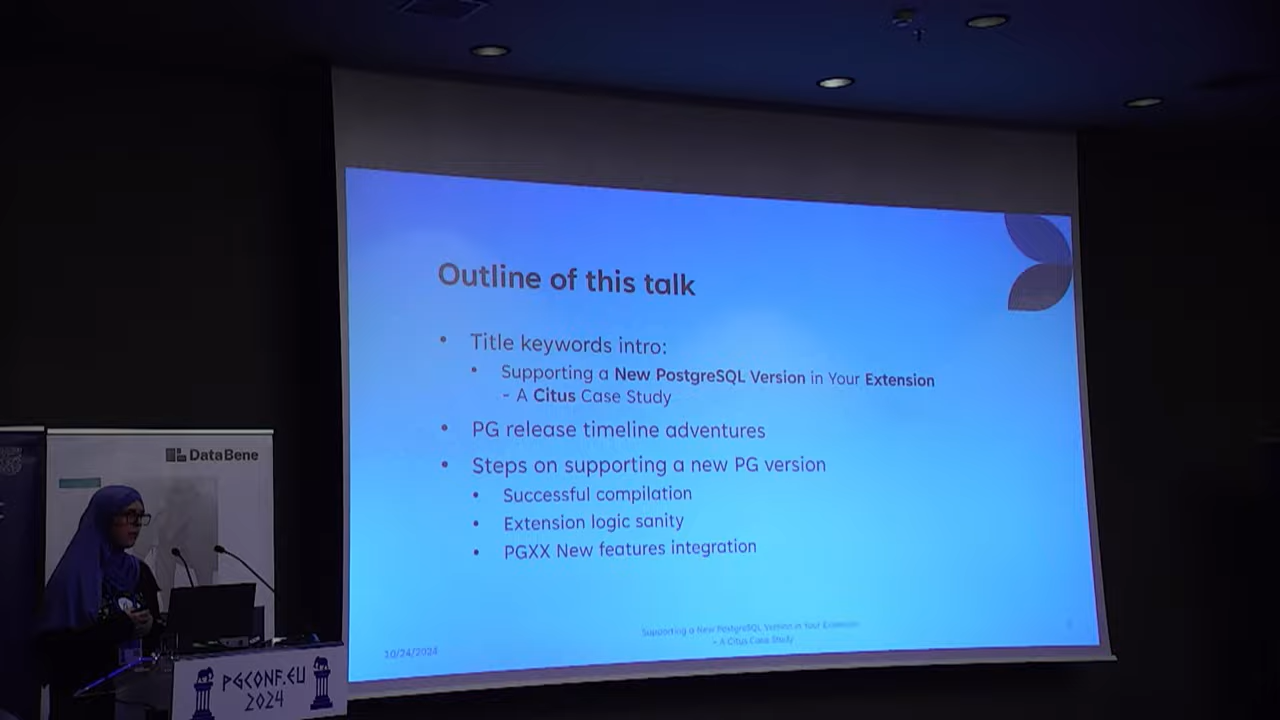 Outline of this talk
• Title keywords intro:
• Supporting a New PostgreSQL Version in Your Extension
- A Citus Case Study
• PG release timeline adventures
• Steps on supporting a new PG version
• Successful compilation
• Extension logic sanity
• PGXX New features integration
Supporting a New PostgreSQL Version in Your Extension
- A Citus Case Study
10/24/2024
DataBene
PGCONF.EU
2024